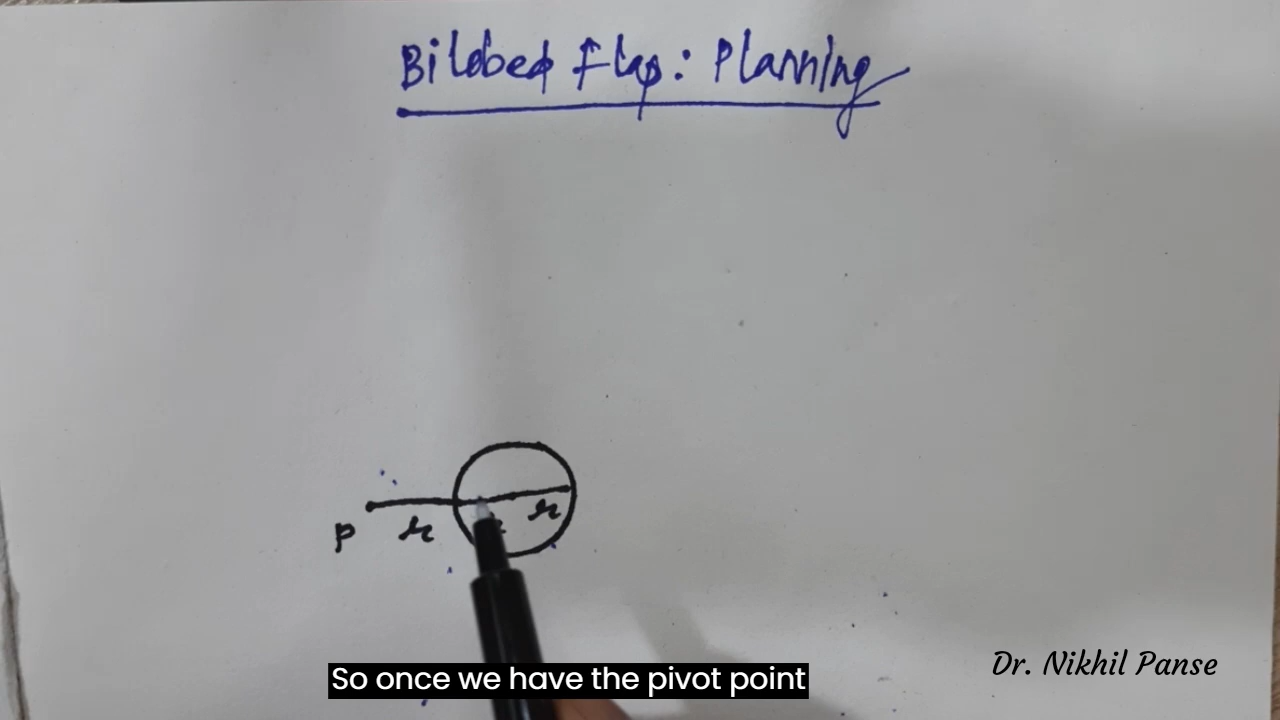 Bilobed Flap: Planning
P r r
So once we have the pivot point
Dr. Nikhil Panse